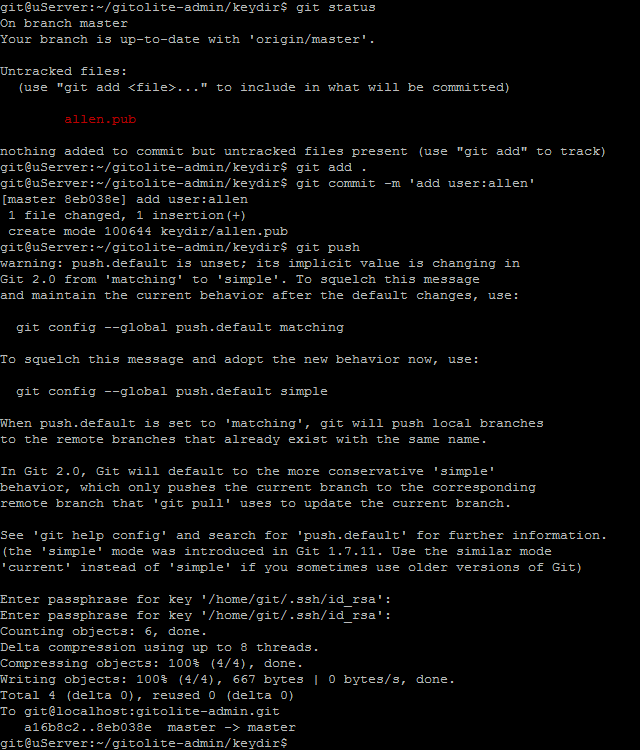 git@uServer:~/gitolite-admin/keydir$ git status
On branch master
Your branch is up-to-date with 'origin/master'.
Untracked files:
(use "git add <file>..." to include in what will be committed)
allen.pub
nothing added to commit but untracked files present (use "git add" to track)
git@uServer:~/gitolite-admin/keydir$ git add .
git@uServer:~/gitolite-admin/keydir$ git commit -m 'add user:allen'
[master 8eb038e] add user:allen
1 file changed, 1 insertion(+)
create mode 100644 keydir/allen.pub
git@uServer:~/gitolite-admin/keydir$ git push
warning: push.default is unset; its implicit value is changing in
Git 2.0 from 'matching' to 'simple'. To squelch this message
and maintain the current behavior after the default changes, use:
git config --global push.default matching
To squelch this message and adopt the new behavior now, use:
git config --global push.default simple
When push.default is set to 'matching', git will push local branches
to the remote branches that already exist with the same name.
In Git 2.0, Git will default to the more conservative 'simple'
behavior, which only pushes the current branch to the corresponding
remote branch that 'git pull' uses to update the current branch.
See 'git help config' and search for 'push.default' for further information.
(the 'simple' mode was introduced in Git 1.7.11. Use the similar mode
'current' instead of 'simple' if you sometimes use older versions of Git)
Enter passphrase for key '/home/git/.ssh/id_rsa':
Enter passphrase for key '/home/git/.ssh/id_rsa':
Counting objects: 6, done.
Delta compression using up to 8 threads.
Compressing objects: 100% (4/4), done.
Writing objects: 100% (4/4), 667 bytes | 0 bytes/s, done.
Total 4 (delta 0), reused 0 (delta 0)
To git@localhost:gitolite-admin.git
a16b8c2..8eb038e  master -> master
git@uServer:~/gitolite-admin/keydir$